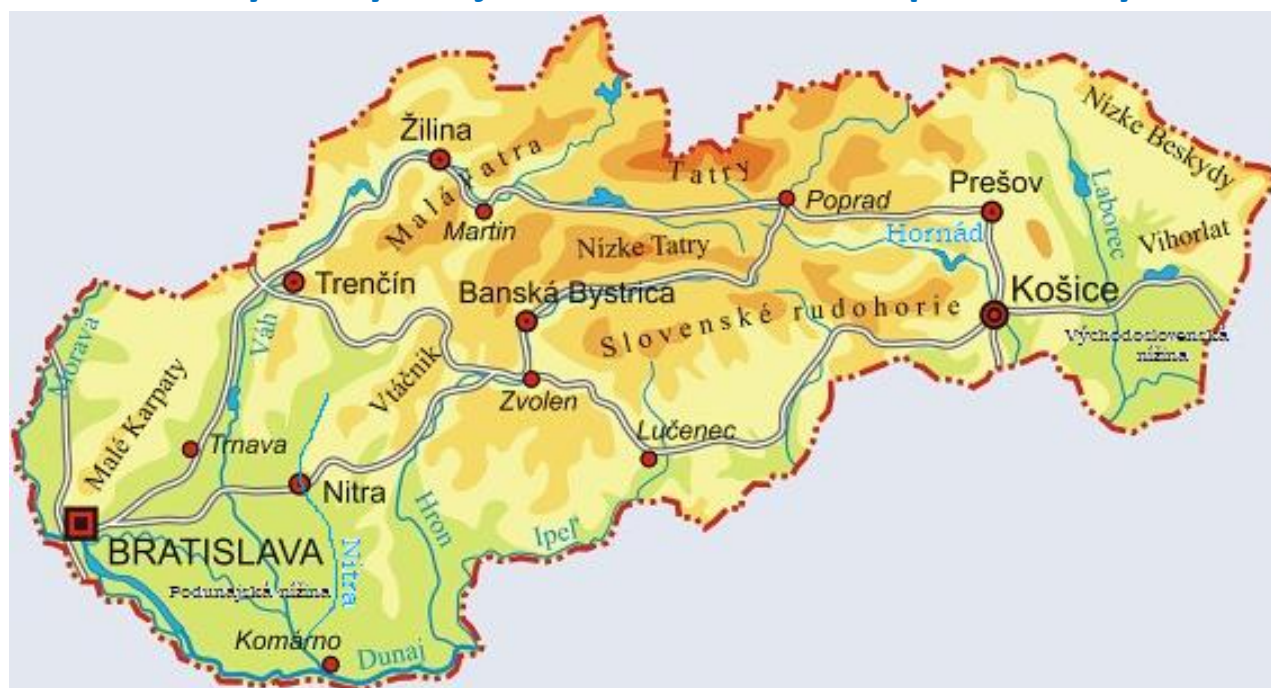 Žilina
Malá Fatra
Martin
Tatry
Poprad
Prešov
Nízke Beskydy
Laborec
Vihorlat
Hornád
Nízke Tatry
Trenčín
Banská Bystrica
Košice
Slovenské rudohorie
Východoslovenská
nížina
Morava
Váh
Malé Karpaty
Vtáčnik
Zvolen
Lučenec
Trnava
Nitra
Hron
Ipeľ
BRATISLAVA
Podunajská nížina
Nitra
Komárno
Dunaj